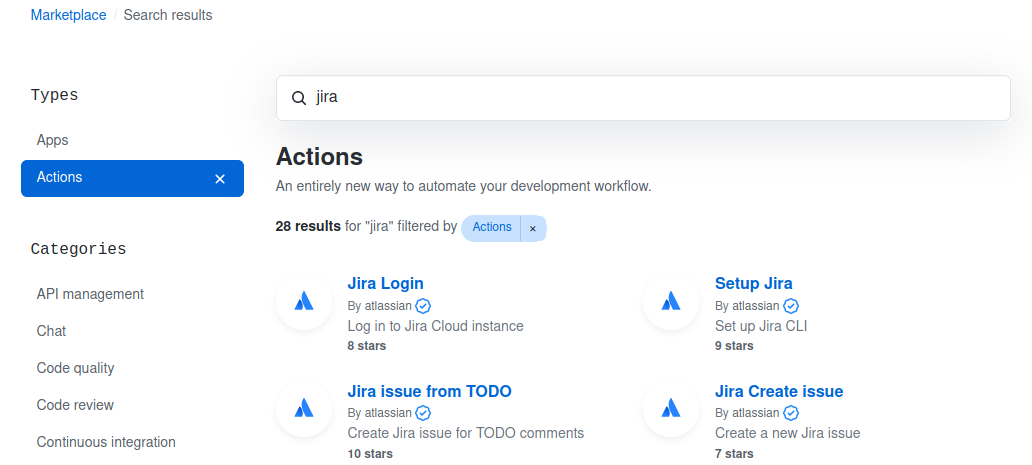 Marketplace / Search results
Types
Apps
Actions ×
Categories
API management
Chat
Code quality
Code review
Continuous integration
jira
Actions
An entirely new way to automate your development workflow.
28 results for "jira" filtered by Actions ×
Jira Login
By atlassian
Log in to Jira Cloud instance
8 stars
Setup Jira
By atlassian
Set up Jira CLI
9 stars
Jira issue from TODO
By atlassian
Create Jira issue for TODO comments
10 stars
Jira Create issue
By atlassian
Create a new Jira issue
7 stars